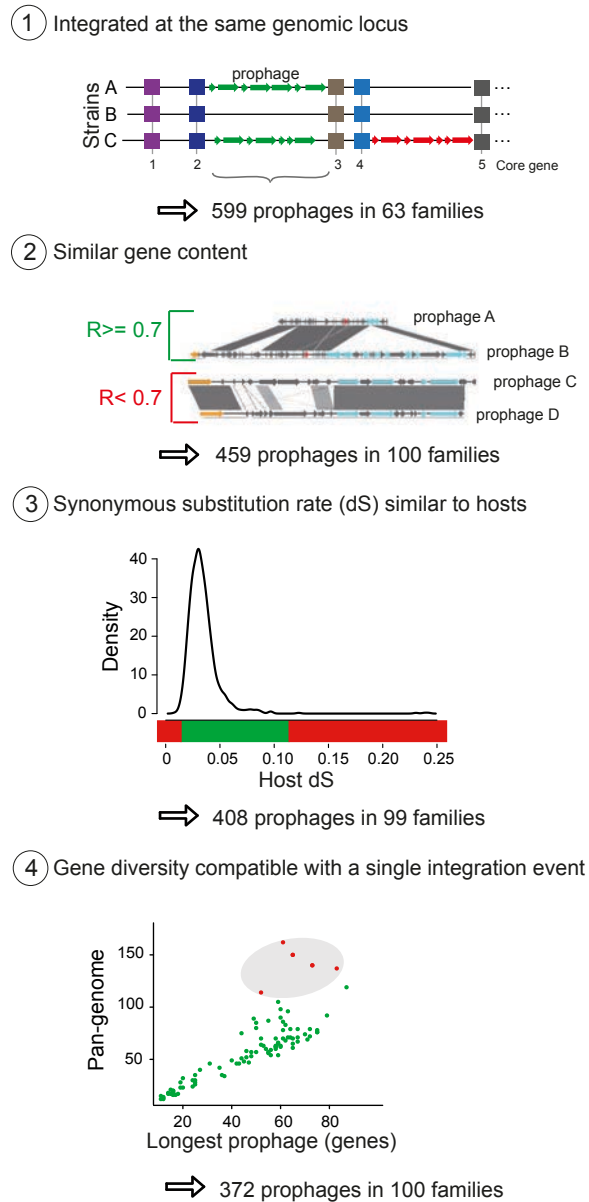 1 Integrated at the same genomic locus
prophage
Strains
A ...
B ...
C ...
1 2 3 4 5 Core gene
599 prophages in 63 families
2 Similar gene content
R>= 0.7
prophage A
prophage B
R< 0.7
prophage C
prophage D
459 prophages in 100 families
3 Synonymous substitution rate (dS) similar to hosts
Density
40
30
20
10
0
0 0.05 0.10 0.15 0.20 0.25
Host dS
408 prophages in 99 families
4 Gene diversity compatible with a single integration event
Pan-genome
150
100
50
20 40 60 80
Longest prophage (genes)
372 prophages in 100 families